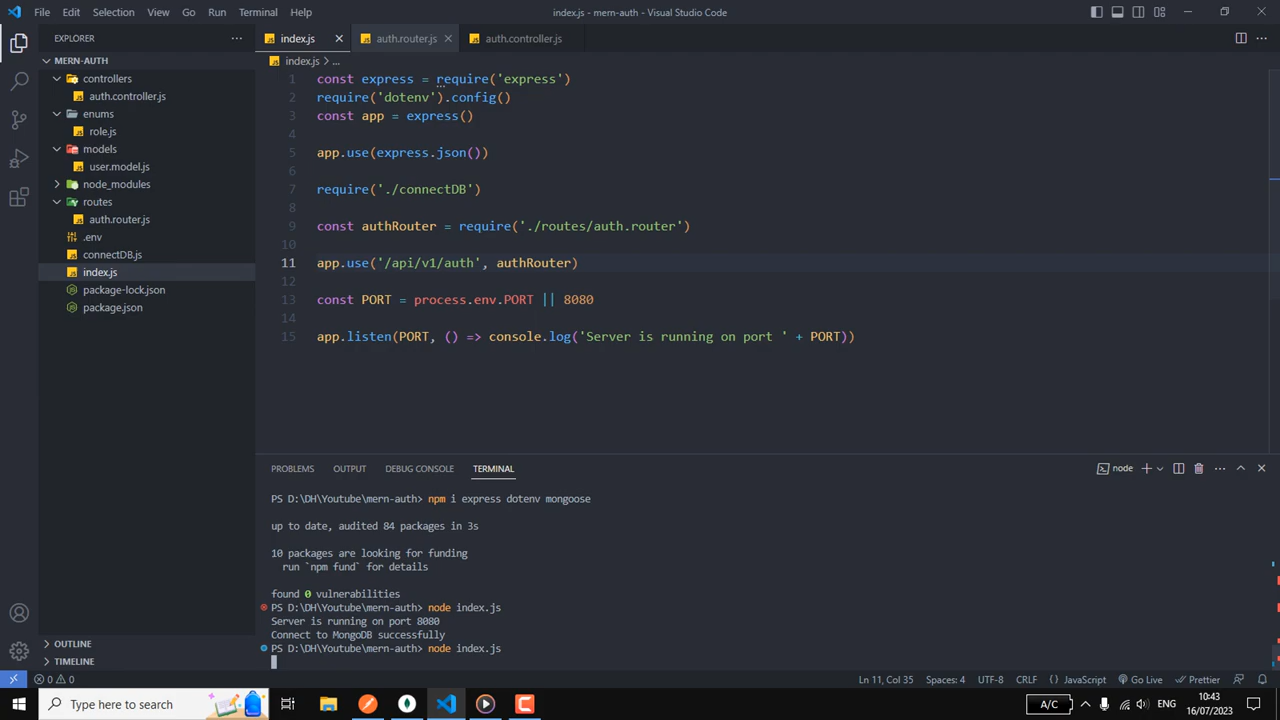 File Edit Selection View Go Run Terminal Help
index.js - mern-auth - Visual Studio Code
EXPLORER
MERN-AUTH
controllers
auth.controller.js
enums
role.js
models
user.model.js
node_modules
routes
auth.router.js
.env
connectDB.js
index.js
package-lock.json
package.json
OUTLINE
TIMELINE
index.js auth.router.js auth.controller.js
index.js > ...
1 const express = require('express')
2 require('dotenv').config()
3 const app = express()
4
5 app.use(express.json())
6
7 require('./connectDB')
8
9 const authRouter = require('./routes/auth.router')
10
11 app.use('/api/v1/auth', authRouter)
12
13 const PORT = process.env.PORT || 8080
14
15 app.listen(PORT, () => console.log('Server is running on port ' + PORT))
PROBLEMS OUTPUT DEBUG CONSOLE TERMINAL
node
PS D:\DH\Youtube\mern-auth> npm i express dotenv mongoose
up to date, audited 84 packages in 3s
10 packages are looking for funding
run `npm fund` for details
found 0 vulnerabilities
PS D:\DH\Youtube\mern-auth> node index.js
Server is running on port 8080
Connect to MongoDB successfully
PS D:\DH\Youtube\mern-auth> node index.js
0 0
Ln 11, Col 35 Spaces: 4 UTF-8 CRLF {} JavaScript Go Live Prettier
Type here to search
A/C
ENG
10:43
16/07/2023